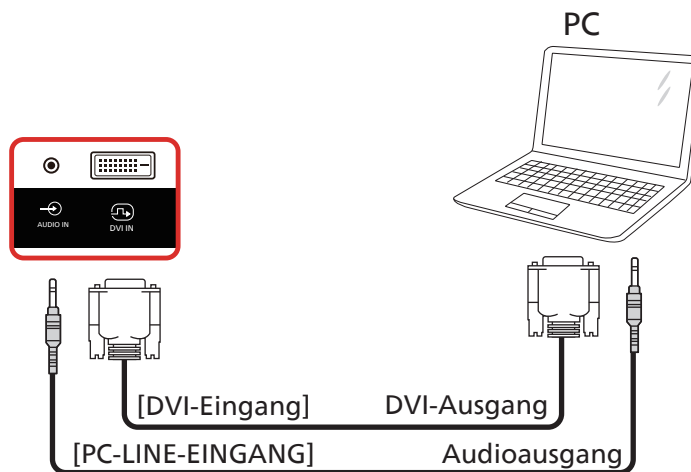 PC
AUDIO IN
DVI IN
[DVI-Eingang]
DVI-Ausgang
[PC-LINE-EINGANG]
Audioausgang